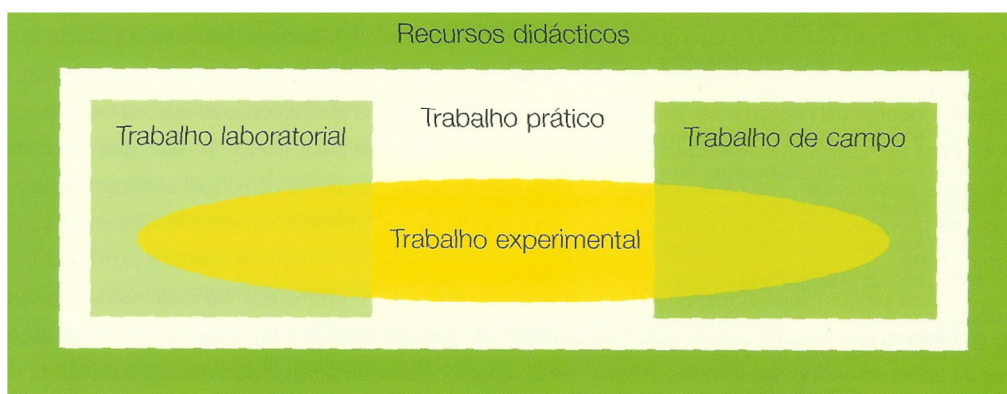 Recursos didácticos
Trabalho prático
Trabalho laboratorial
Trabalho de campo
Trabalho experimental